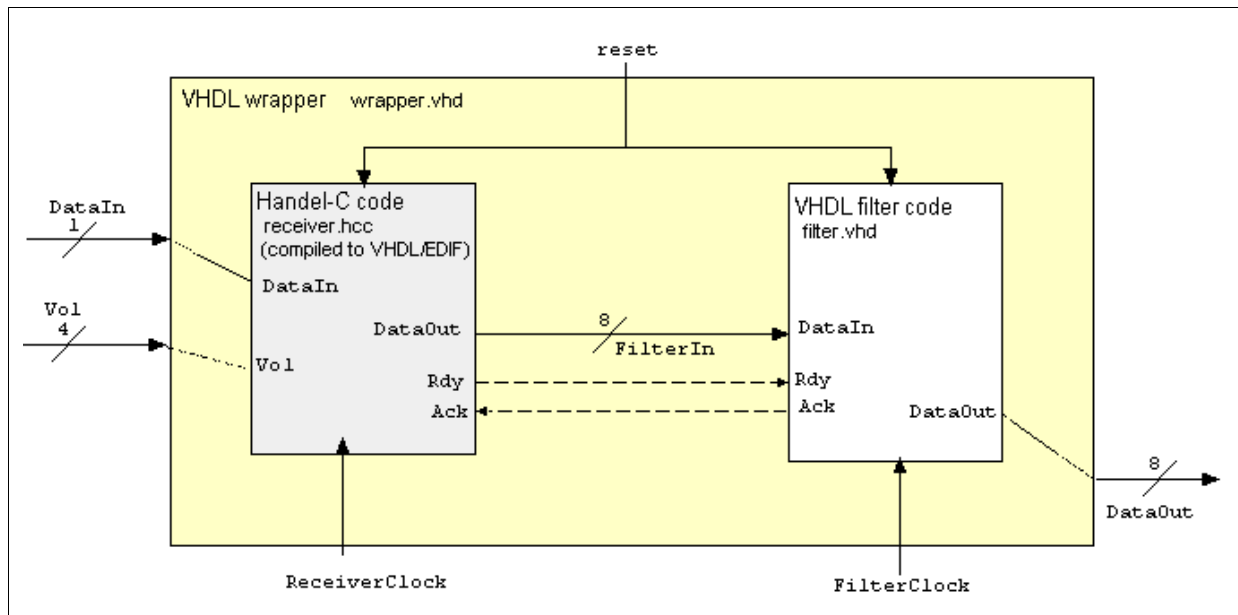 reset
VHDL wrapper wrapper.vhd
Handel-C code
receiver.hcc
(compiled to VHDL/EDIF)
VHDL filter code
filter.vhd
DataIn
1
DataIn
Vol
4
Vol
DataOut
8
FilterIn
DataIn
Rdy
Rdy
Ack
Ack
DataOut
8
DataOut
ReceiverClock
FilterClock